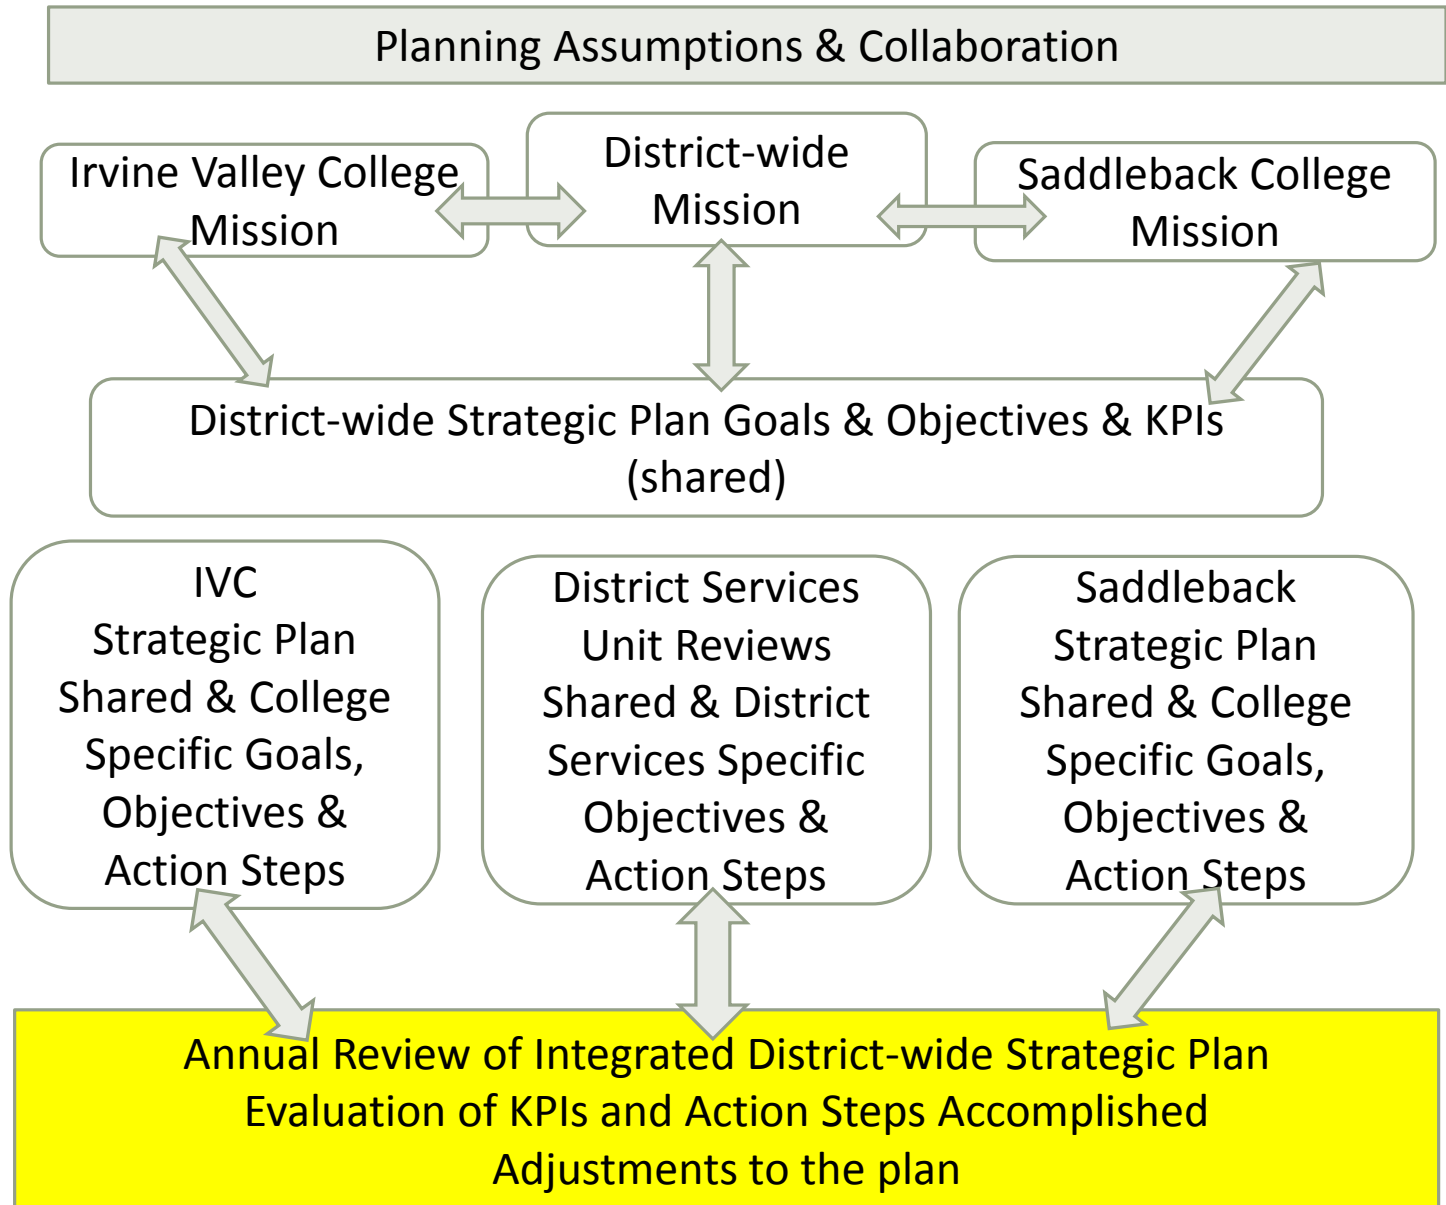 Planning Assumptions & Collaboration
Irvine Valley College
Mission
District-wide
Mission
Saddleback College
Mission
District-wide Strategic Plan Goals & Objectives & KPIs
(shared)
IVC
Strategic Plan
Shared & College
Specific Goals,
Objectives &
Action Steps
District Services
Unit Reviews
Shared & District
Services Specific
Objectives &
Action Steps
Saddleback
Strategic Plan
Shared & College
Specific Goals,
Objectives &
Action Steps
Annual Review of Integrated District-wide Strategic Plan
Evaluation of KPIs and Action Steps Accomplished
Adjustments to the plan